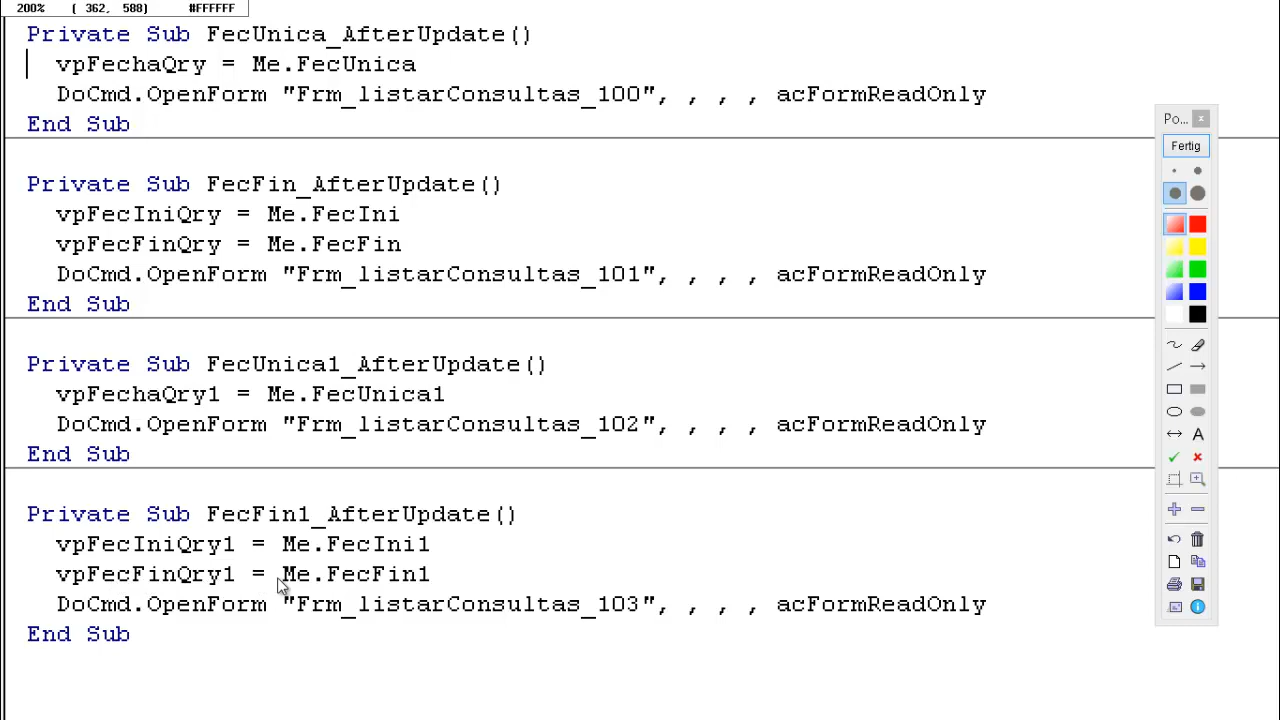 200% ( 362, 588) #FFFFFF
Private Sub FecUnica_AfterUpdate()
vpFechaQry = Me.FecUnica
DoCmd.OpenForm "Frm_listarConsultas_100", , , , acFormReadOnly
End Sub
Private Sub FecFin_AfterUpdate()
vpFecIniQry = Me.FecIni
vpFecFinQry = Me.FecFin
DoCmd.OpenForm "Frm_listarConsultas_101", , , , acFormReadOnly
End Sub
Private Sub FecUnica1_AfterUpdate()
vpFechaQry1 = Me.FecUnica1
DoCmd.OpenForm "Frm_listarConsultas_102", , , , acFormReadOnly
End Sub
Private Sub FecFin1_AfterUpdate()
vpFecIniQry1 = Me.FecIni1
vpFecFinQry1 = Me.FecFin1
DoCmd.OpenForm "Frm_listarConsultas_103", , , , acFormReadOnly
End Sub
Po... x
Fertig
A